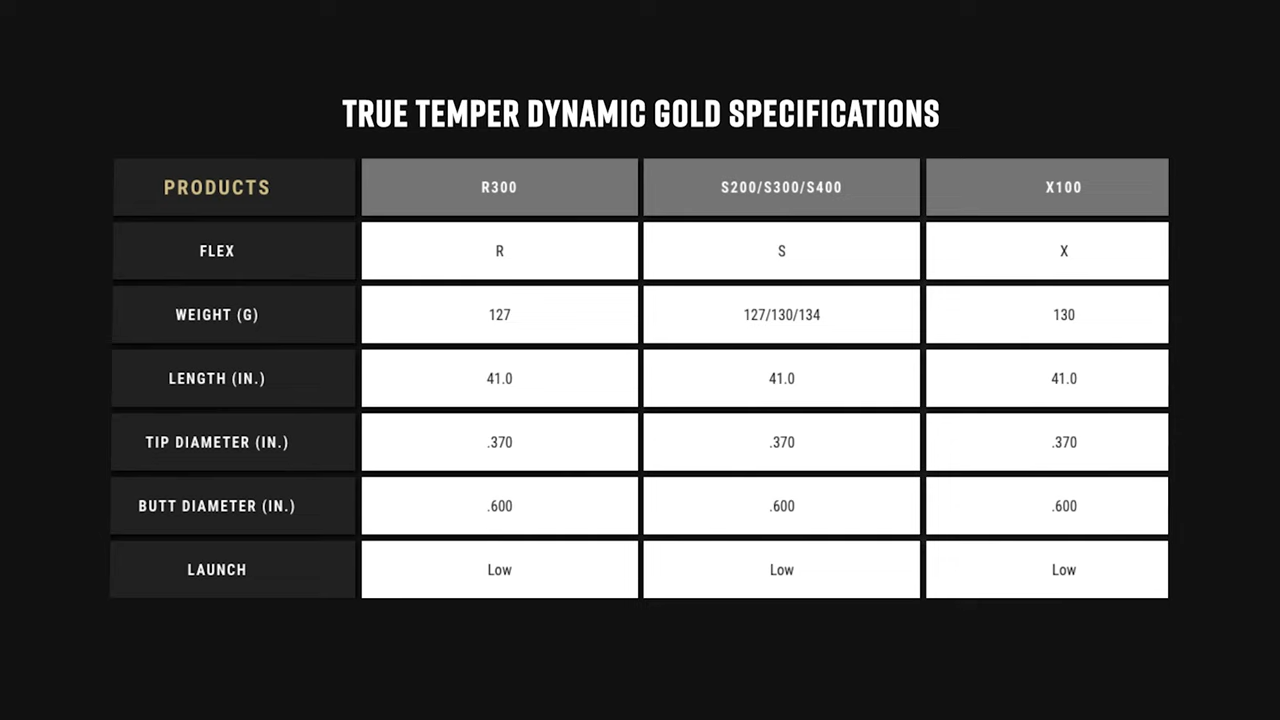 TRUE TEMPER DYNAMIC GOLD SPECIFICATIONS
PRODUCTS R300 S200/S300/S400 X100
FLEX R S X
WEIGHT (G) 127 127/130/134 130
LENGTH (IN.) 41.0 41.0 41.0
TIP DIAMETER (IN.) .370 .370 .370
BUTT DIAMETER (IN.) .600 .600 .600
LAUNCH Low Low Low